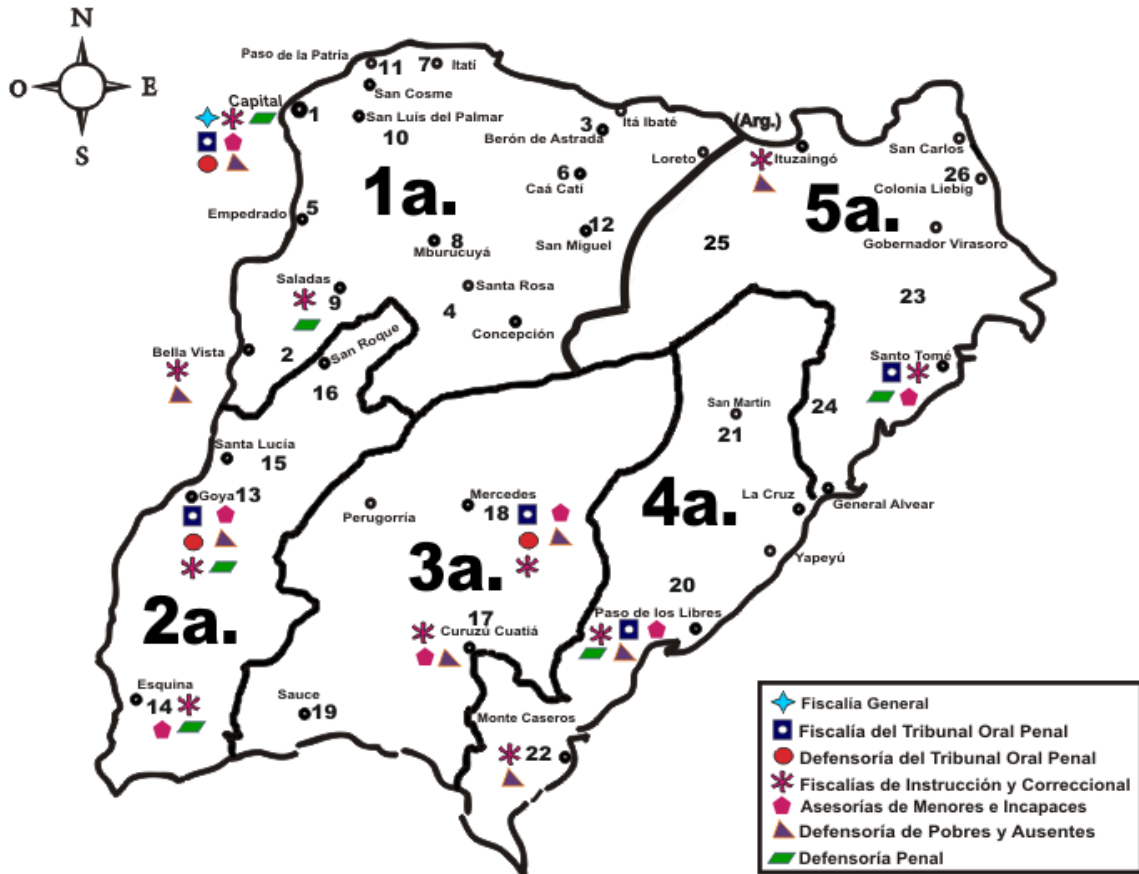 N
O
E
S
Paso de la Patria
11
7
Itatí
San Cosme
Capital
1
San Luís del Palmar
10
Itá Ibaté
3
Berón de Astrada
(Arg.)
Loreto
Ituzaingó
San Carlos
26
Colonia Liebig
6
Caá Catí
1a.
5a.
Empedrado
5
12
San Miguel
Gobernador Virasoro
25
8
Mburucuyá
Saladas
9
Santa Rosa
4
23
Concepción
Bella Vista
2
San Roque
16
Santo Tomé
24
San Martín
21
Santa Lucía
15
Goya
13
Perugorría
Mercedes
18
4a.
La Cruz
General Alvear
Yapeyú
3a.
20
2a.
17
Curuzú Cuatiá
Paso de los Libres
Esquina
14
Sauce
19
Monte Caseros
22
Fiscalía General
Fiscalía del Tribunal Oral Penal
Defensoría del Tribunal Oral Penal
Fiscalías de Instrucción y Correccional
Asesorías de Menores e Incapaces
Defensoría de Pobres y Ausentes
Defensoría Penal